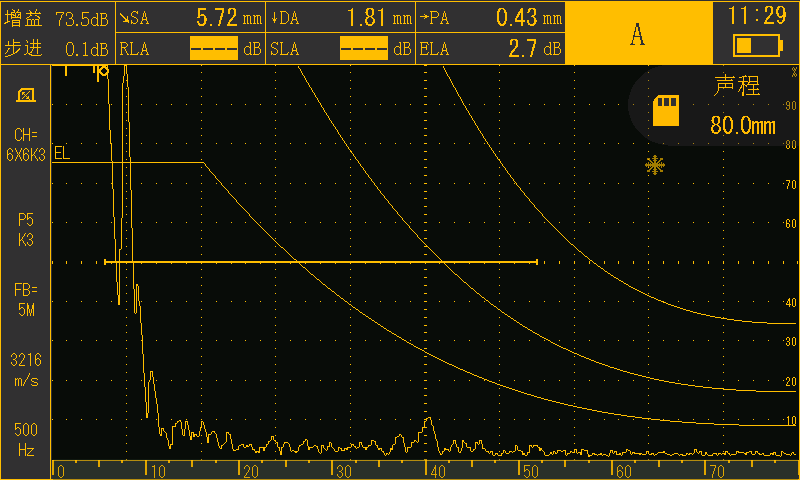 增益 73.5dB ↘SA 5.72 mm ↓DA 1.81 mm →PA 0.43 mm A 11:29
步进 0.1dB RLA ---- dB SLA ---- dB ELA 2.7 dB
声程
80.0mm
CH=
6X6K3
EL
P5
K3
FB=
5M
3216
m/s
500
Hz
%
90
80
70
60
40
30
20
10
0 10 20 30 40 50 60 70